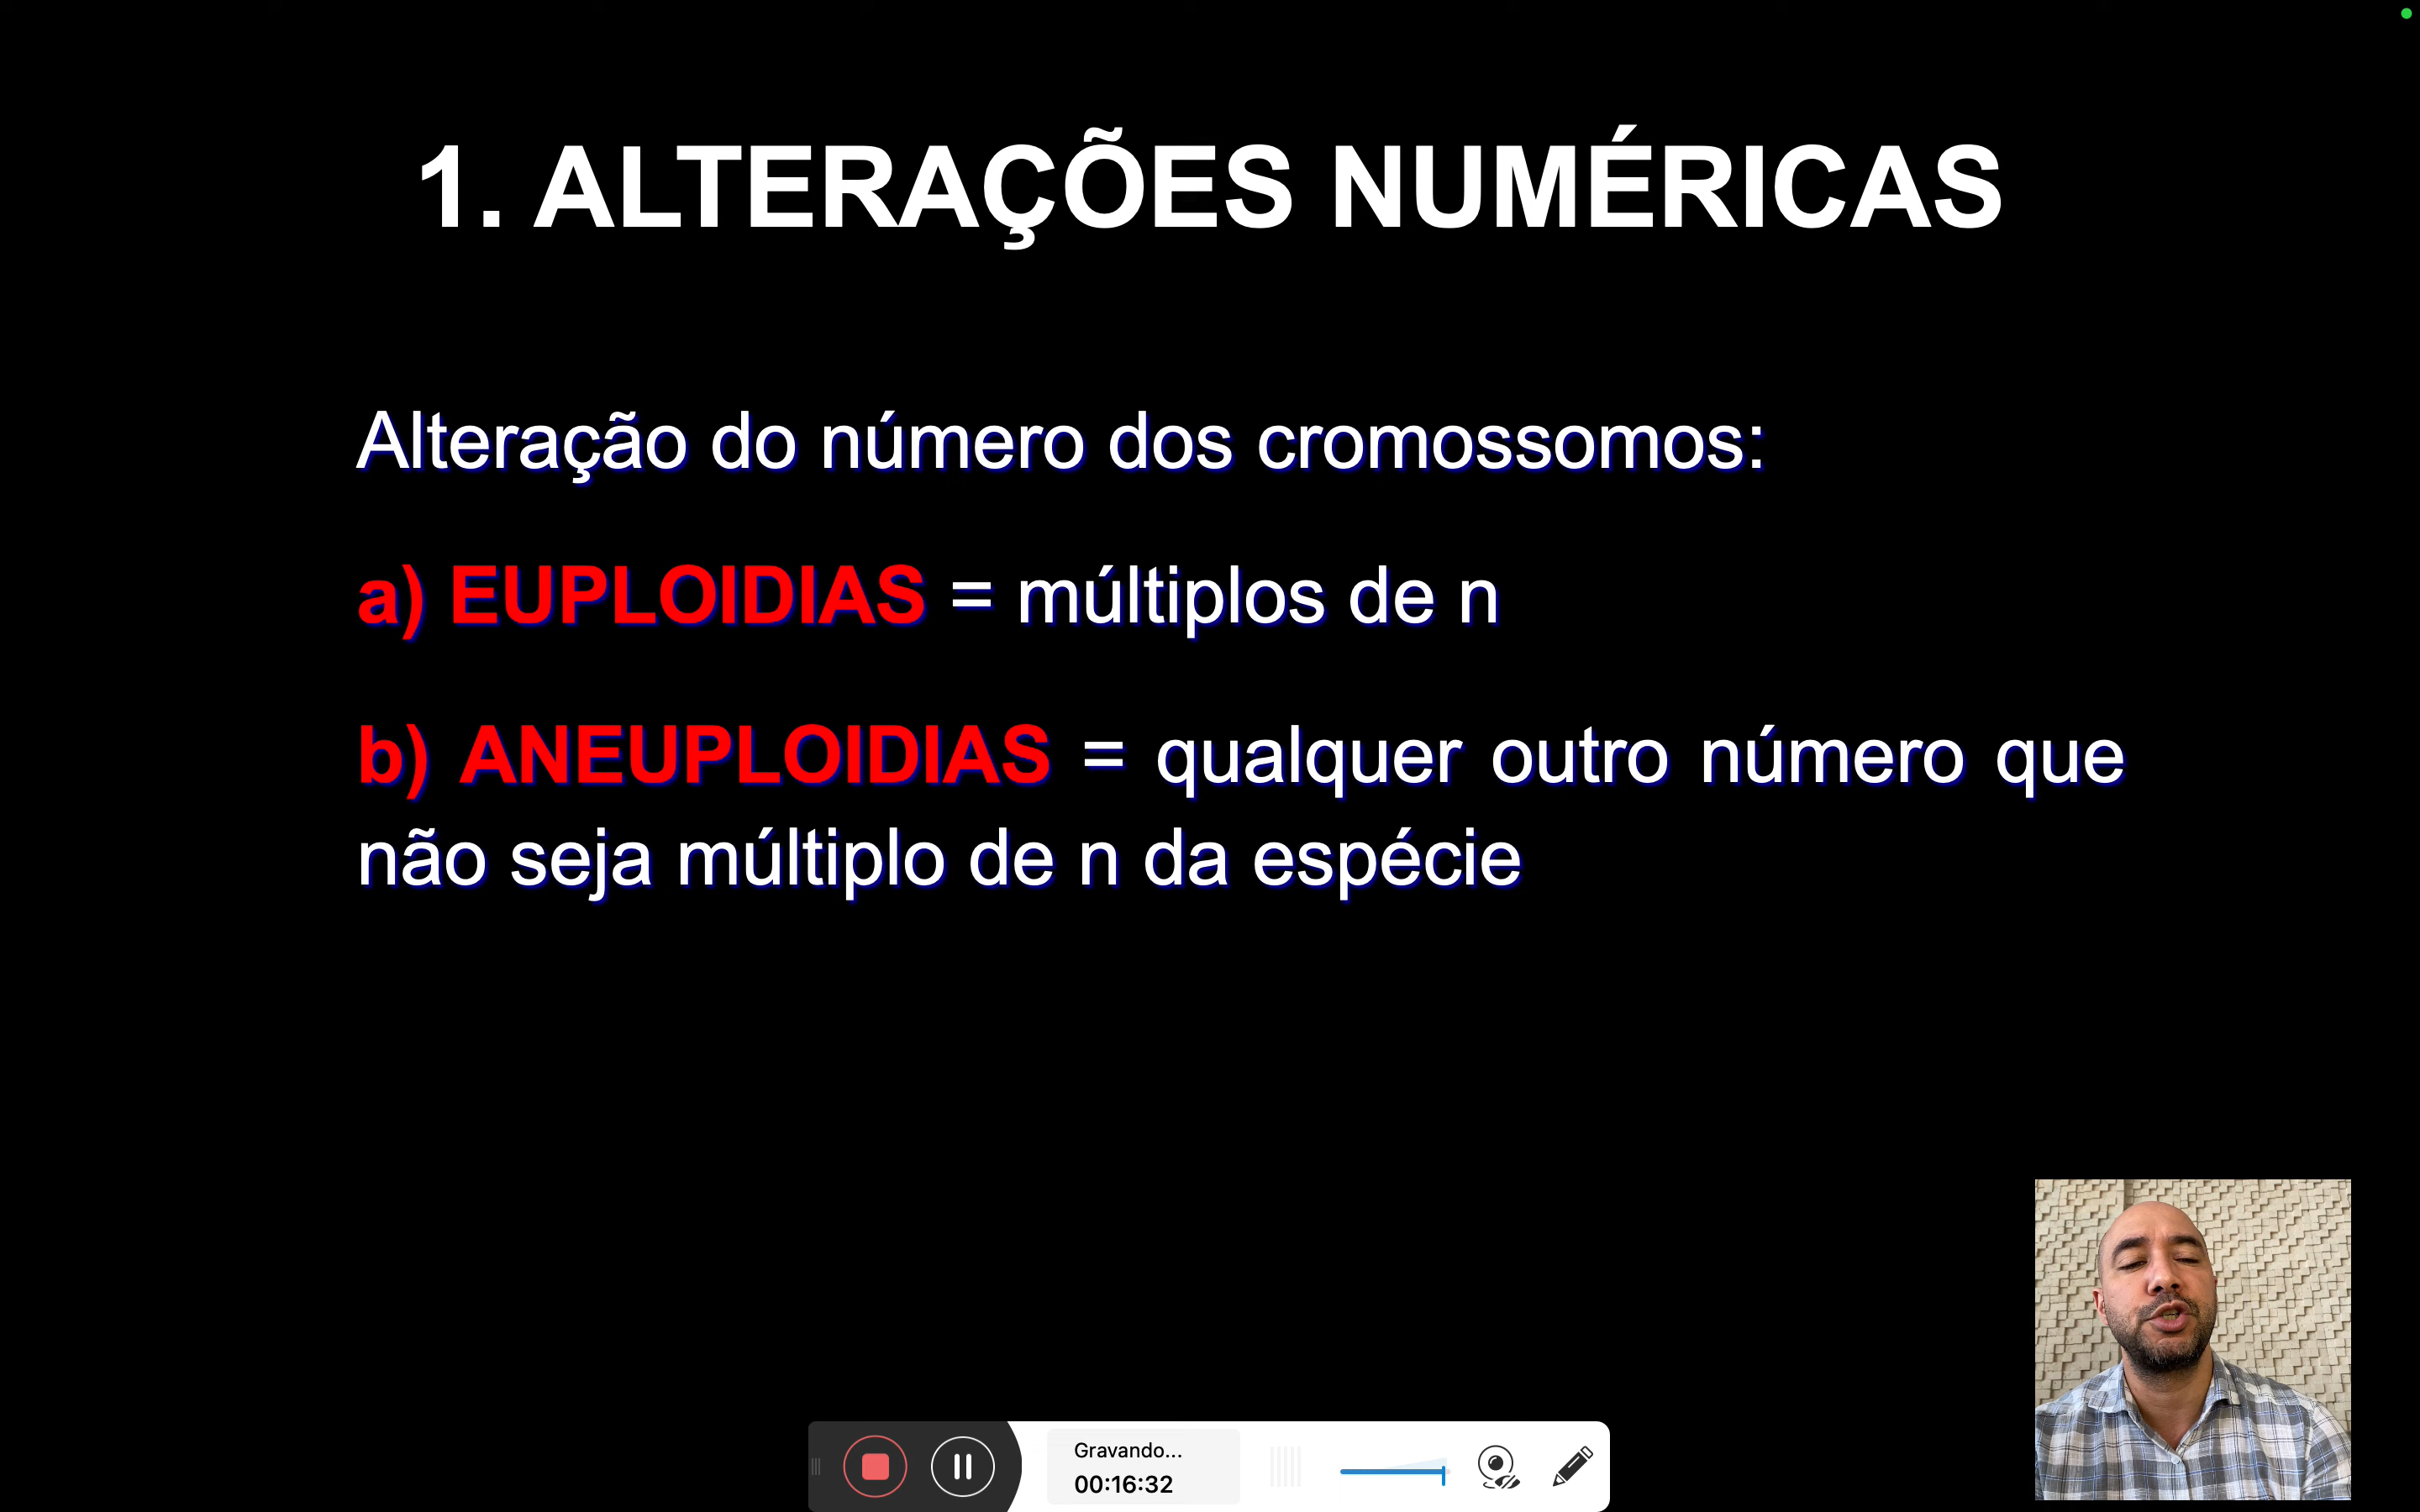 1. ALTERAÇÕES NUMÉRICAS
Alteração do número dos cromossomos:
a) EUPLOIDIAS = múltiplos de n
b) ANEUPLOIDIAS = qualquer outro número que
não seja múltiplo de n da espécie
Gravando...
00:16:32